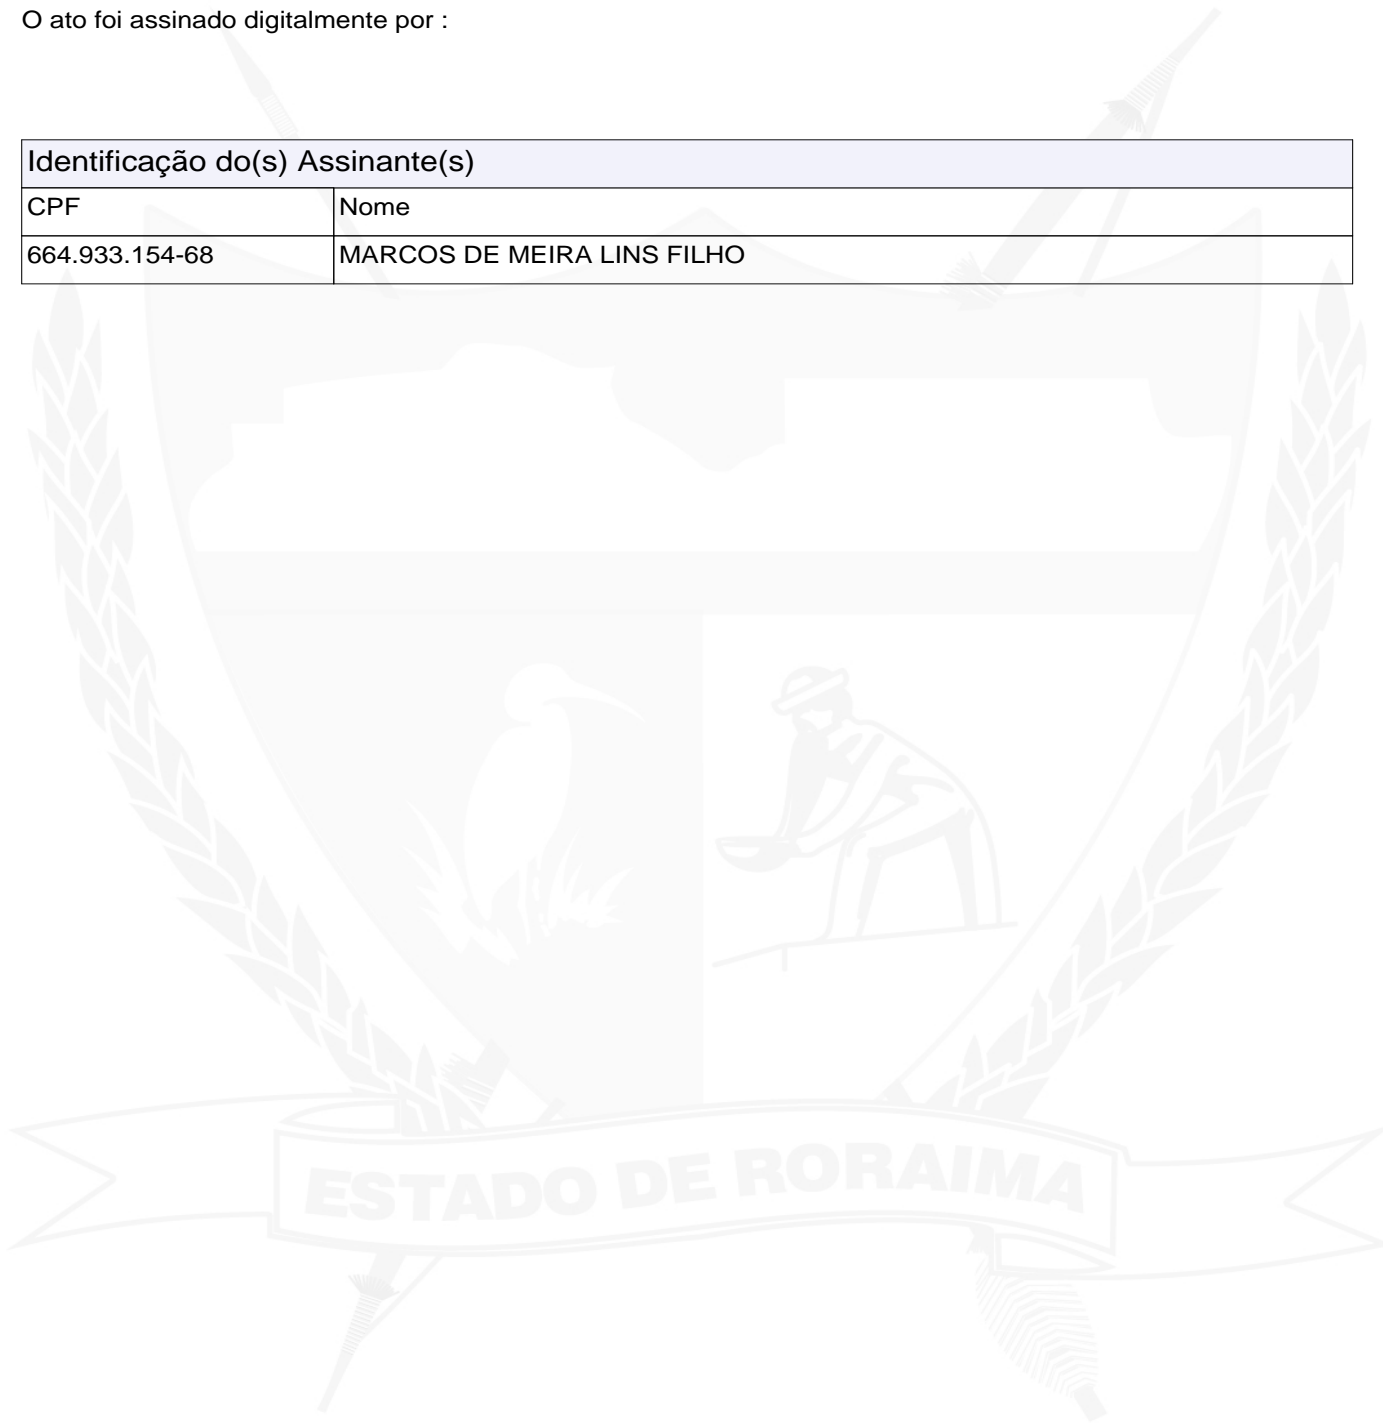 O ato foi assinado digitalmente por :
Identificação do(s) Assinante(s)
CPF Nome
664.933.154-68 MARCOS DE MEIRA LINS FILHO
ESTADO DE RORAIMA